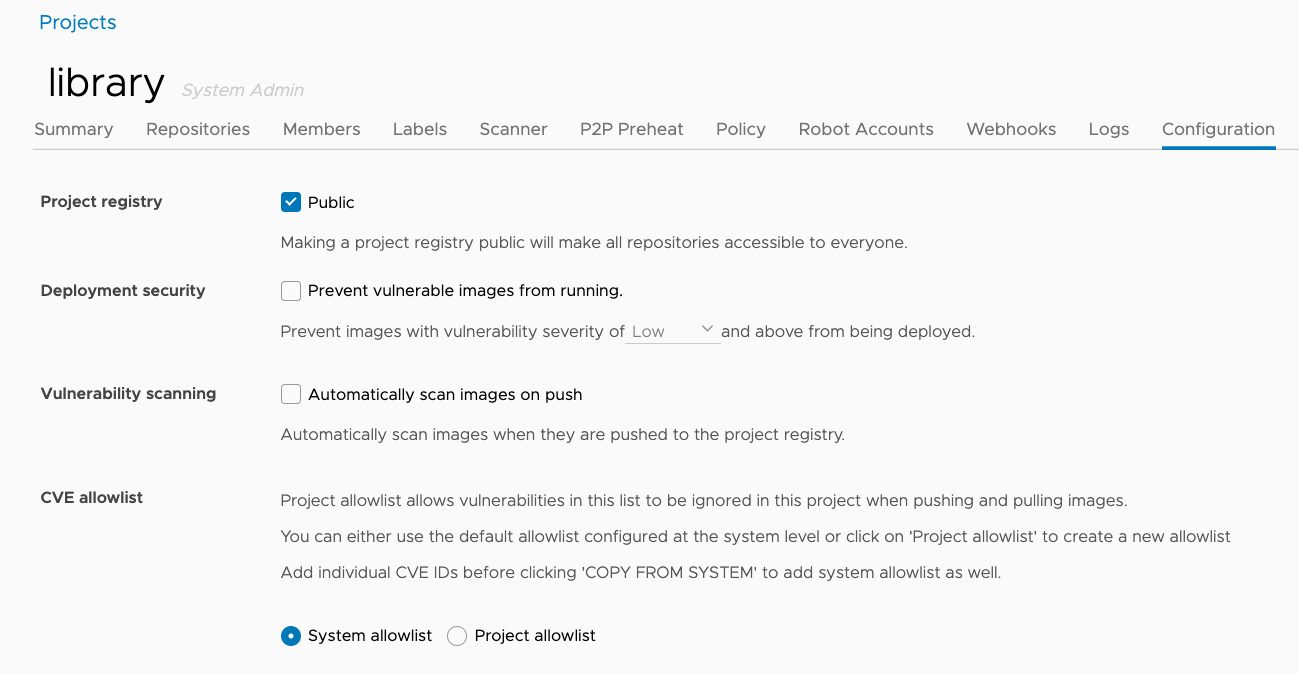 Projects
library System Admin
Summary Repositories Members Labels Scanner P2P Preheat Policy Robot Accounts Webhooks Logs Configuration
Project registry Public
Making a project registry public will make all repositories accessible to everyone.
Deployment security Prevent vulnerable images from running.
Prevent images with vulnerability severity of Low and above from being deployed.
Vulnerability scanning Automatically scan images on push
Automatically scan images when they are pushed to the project registry.
CVE allowlist Project allowlist allows vulnerabilities in this list to be ignored in this project when pushing and pulling images.
You can either use the default allowlist configured at the system level or click on 'Project allowlist' to create a new allowlist
Add individual CVE IDs before clicking 'COPY FROM SYSTEM' to add system allowlist as well.
System allowlist Project allowlist